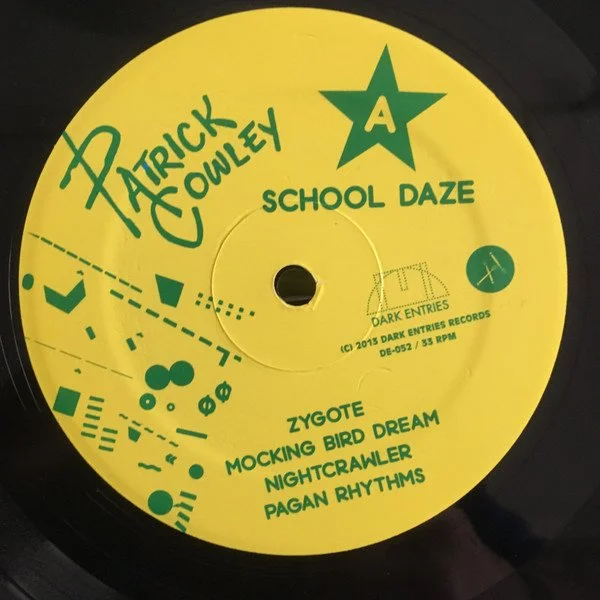 PATRICK
COWLEY
A
SCHOOL DAZE
DARK ENTRIES
(C) 2013 DARK ENTRIES RECORDS
DE-052 / 33 RPM
ZYGOTE
MOCKING BIRD DREAM
NIGHTCRAWLER
PAGAN RHYTHMS